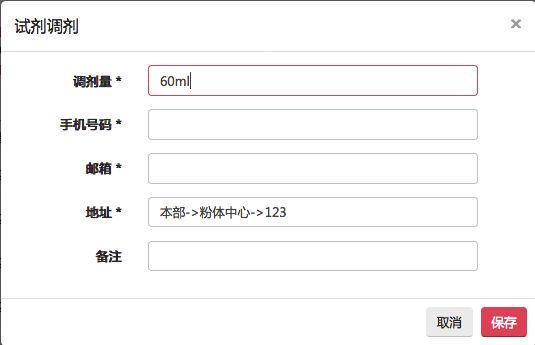 试剂调剂
×
调剂量 *
60ml
手机号码 *
邮箱 *
地址 *
本部->粉体中心->123
备注
取消
保存